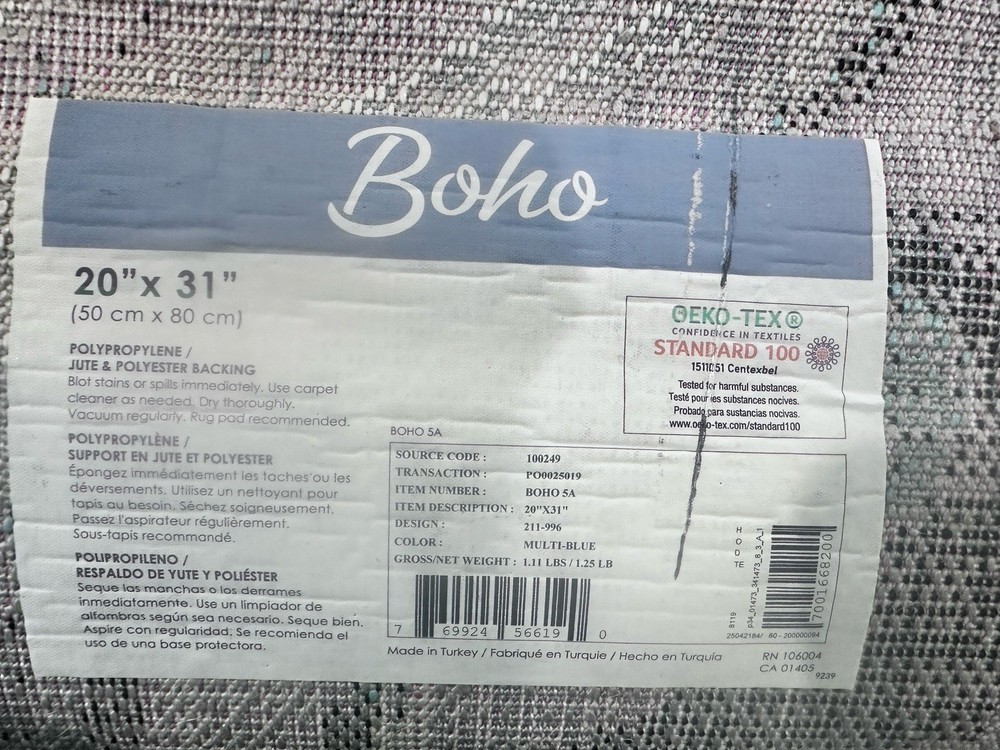 Boho
20"x 31"
(50 cm x 80 cm)
POLYPROPYLENE /
JUTE & POLYESTER BACKING
Blot stains or spills immediately. Use carpet
cleaner as needed. Dry thoroughly.
Vacuum regularly. Rug pad recommended.
POLYPROPYLÈNE /
SUPPORT EN JUTE ET POLYESTER
Épongez immédiatement les taches ou les
déversements. Utilisez un nettoyant pour
tapis au besoin. Séchez soigneusement.
Passez l'aspirateur régulièrement.
Sous-tapis recommandé.
POLIPROPILENO /
RESPALDO DE YUTE Y POLIÉSTER
Seque las manchas o los derrames
inmediatamente. Use un limpiador de
alfombras según sea necesario. Seque bien.
Aspire con regularidad. Se recomienda el
uso de una base protectora.
OEKO-TEX®
CONFIDENCE IN TEXTILES
STANDARD 100
1511051 Centexbel
Tested for harmful substances.
Testé pour les substances nocives.
Probado para sustancias nocivas.
www.oeko-tex.com/standard100
BOHO 5A
SOURCE CODE : 100249
TRANSACTION : PO0025019
ITEM NUMBER : BOHO 5A
ITEM DESCRIPTION : 20"X31"
DESIGN : 211-996
COLOR : MULTI-BLUE
GROSS/NET WEIGHT : 1.11 LBS / 1.25 LB
7 69924 56619 0
H
O
O
TE
8119
p34_01473_341473_8_3_A_1
7001668200
25042184/ 60 - 200000094
Made in Turkey / Fabriqué en Turquie / Hecho en Turquía
RN 106004
CA 01405
9239